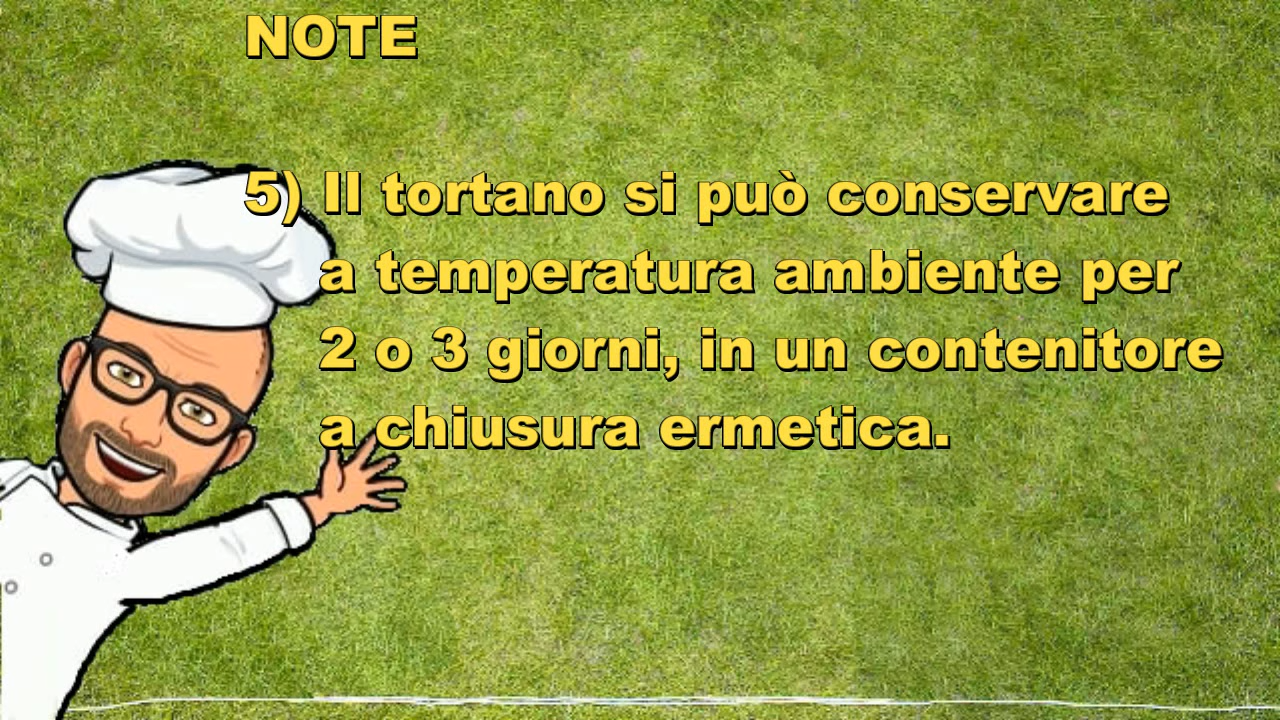 NOTE
5) Il tortano si può conservare
a temperatura ambiente per
2 o 3 giorni, in un contenitore
a chiusura ermetica.